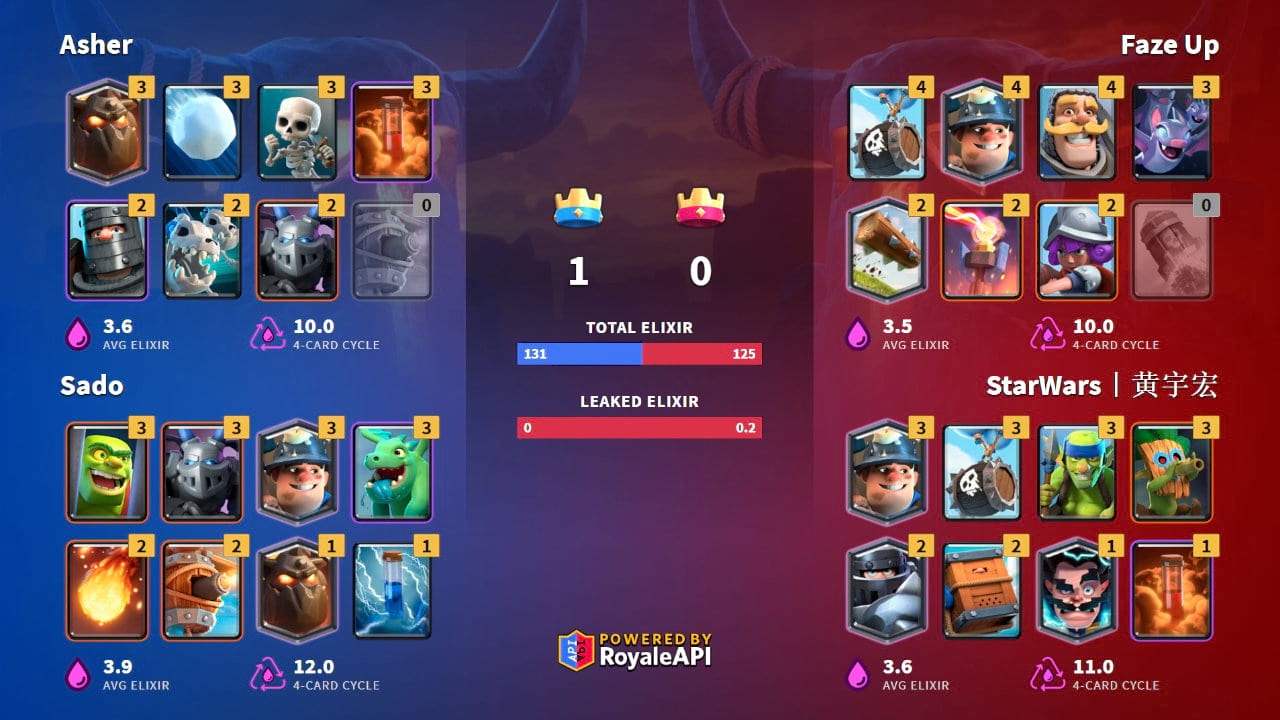 Asher
3 3 3 3
2 2 2 0
3.6 AVG ELIXIR
10.0 4-CARD CYCLE
Sado
3 3 3 3
2 2 1 1
3.9 AVG ELIXIR
12.0 4-CARD CYCLE
1 0
TOTAL ELIXIR
131 125
LEAKED ELIXIR
0 0.2
POWERED BY
RoyaleAPI
Faze Up
4 4 4 3
2 2 2 0
3.5 AVG ELIXIR
10.0 4-CARD CYCLE
StarWars丨黄宇宏
3 3 3 3
2 2 1 1
3.6 AVG ELIXIR
11.0 4-CARD CYCLE